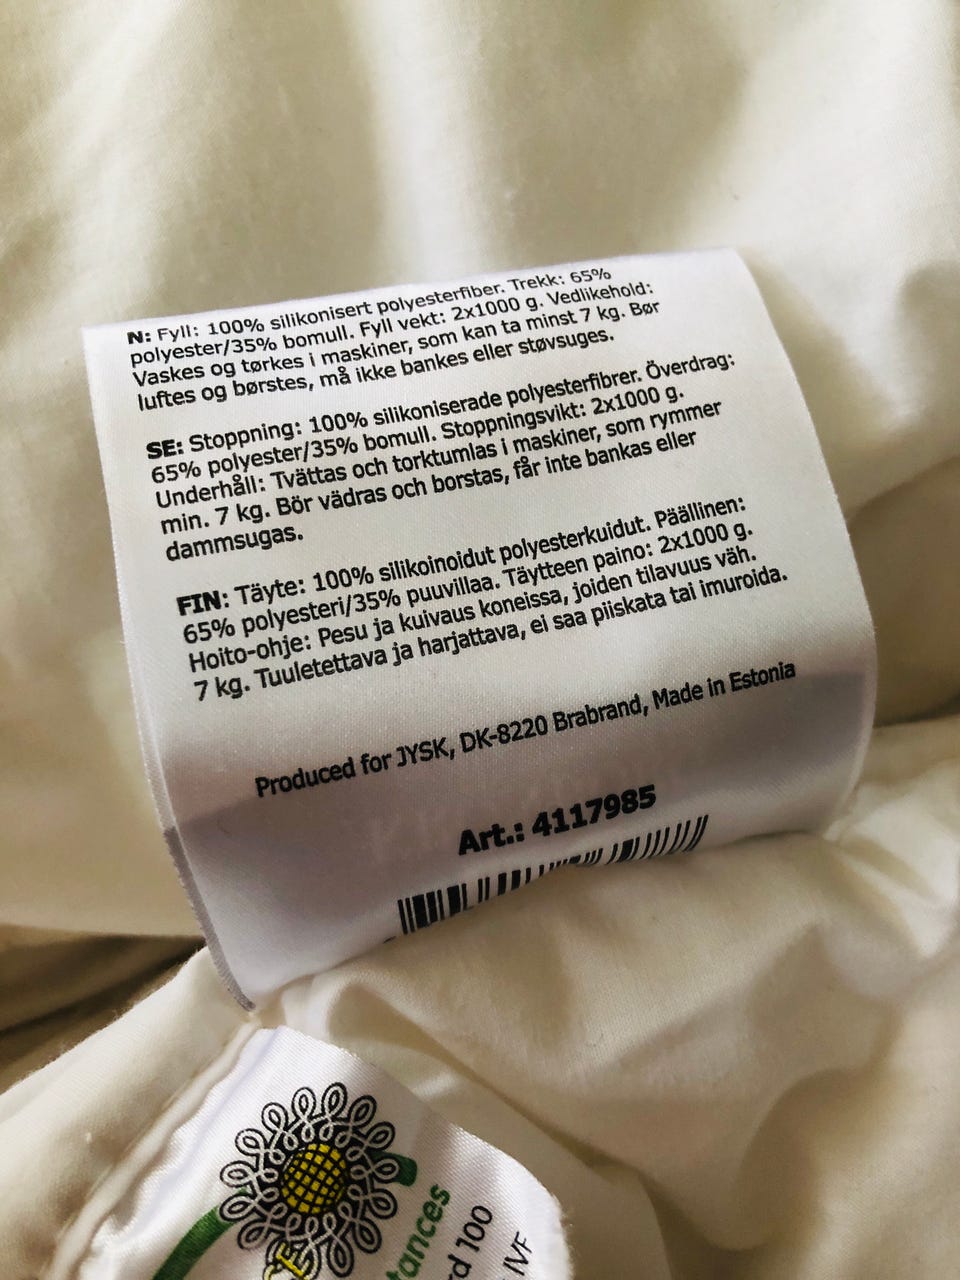 N: Fyll: 100% silikonisert polyesterfiber. Trekk: 65%
polyester/35% bomull. Fyll vekt: 2x1000 g. Vedlikehold:
Vaskes og tørkes i maskiner, som kan ta minst 7 kg. Bør
luftes og børstes, må ikke bankes eller støvsuges.
SE: Stoppning: 100% silikoniserade polyesterfibrer. Överdrag:
65% polyester/35% bomull. Stoppningsvikt: 2x1000 g.
Underhåll: Tvättas och torktumlas i maskiner, som rymmer
min. 7 kg. Bör vädras och borstas, får inte bankas eller
dammsugas.
FIN: Täyte: 100% silikoinoidut polyesterkuidut. Päällinen:
65% polyesteri/35% puuvillaa. Täytteen paino: 2x1000 g.
Hoito-ohje: Pesu ja kuivaus koneissa, joiden tilavuus väh.
7 kg. Tuuletettava ja harjattava, ei saa piiskata tai imuroida.
Produced for JYSK, DK-8220 Brabrand, Made in Estonia
Art.: 4117985
tances
rd 100
IVF